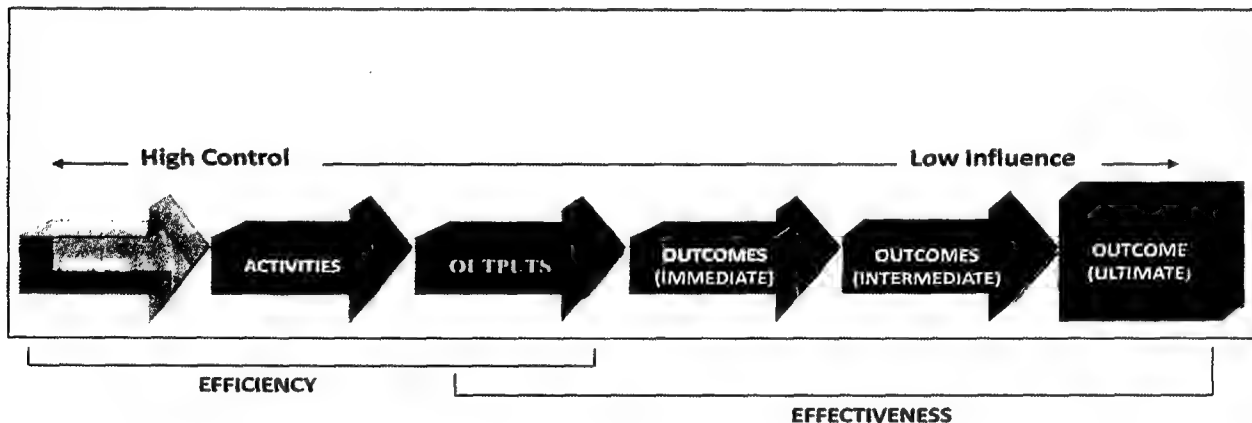 High Control
Low Influence
ACTIVITIES
OUTPUTS
OUTCOMES
(IMMEDIATE)
OUTCOMES
(INTERMEDIATE)
OUTCOME
(ULTIMATE)
EFFICIENCY
EFFECTIVENESS